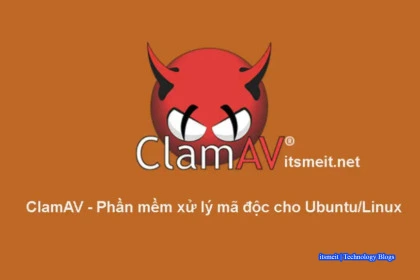 ClamAV® itsmeit.net
ClamAV - Phần mềm xử lý mã độc cho Ubuntu/Linux
itsmeit | Technology Blogs